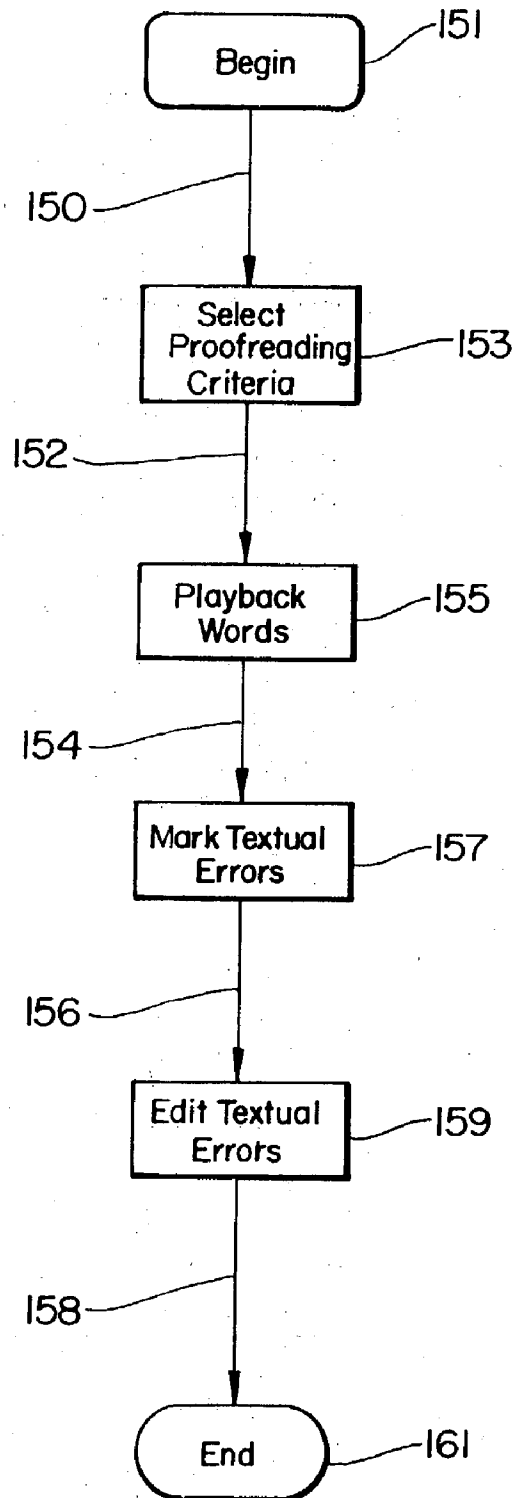 151
Begin
150
Select
Proofreading
Criteria
153
152
Playback
Words
155
154
Mark Textual
Errors
157
156
Edit Textual
Errors
159
158
End
161